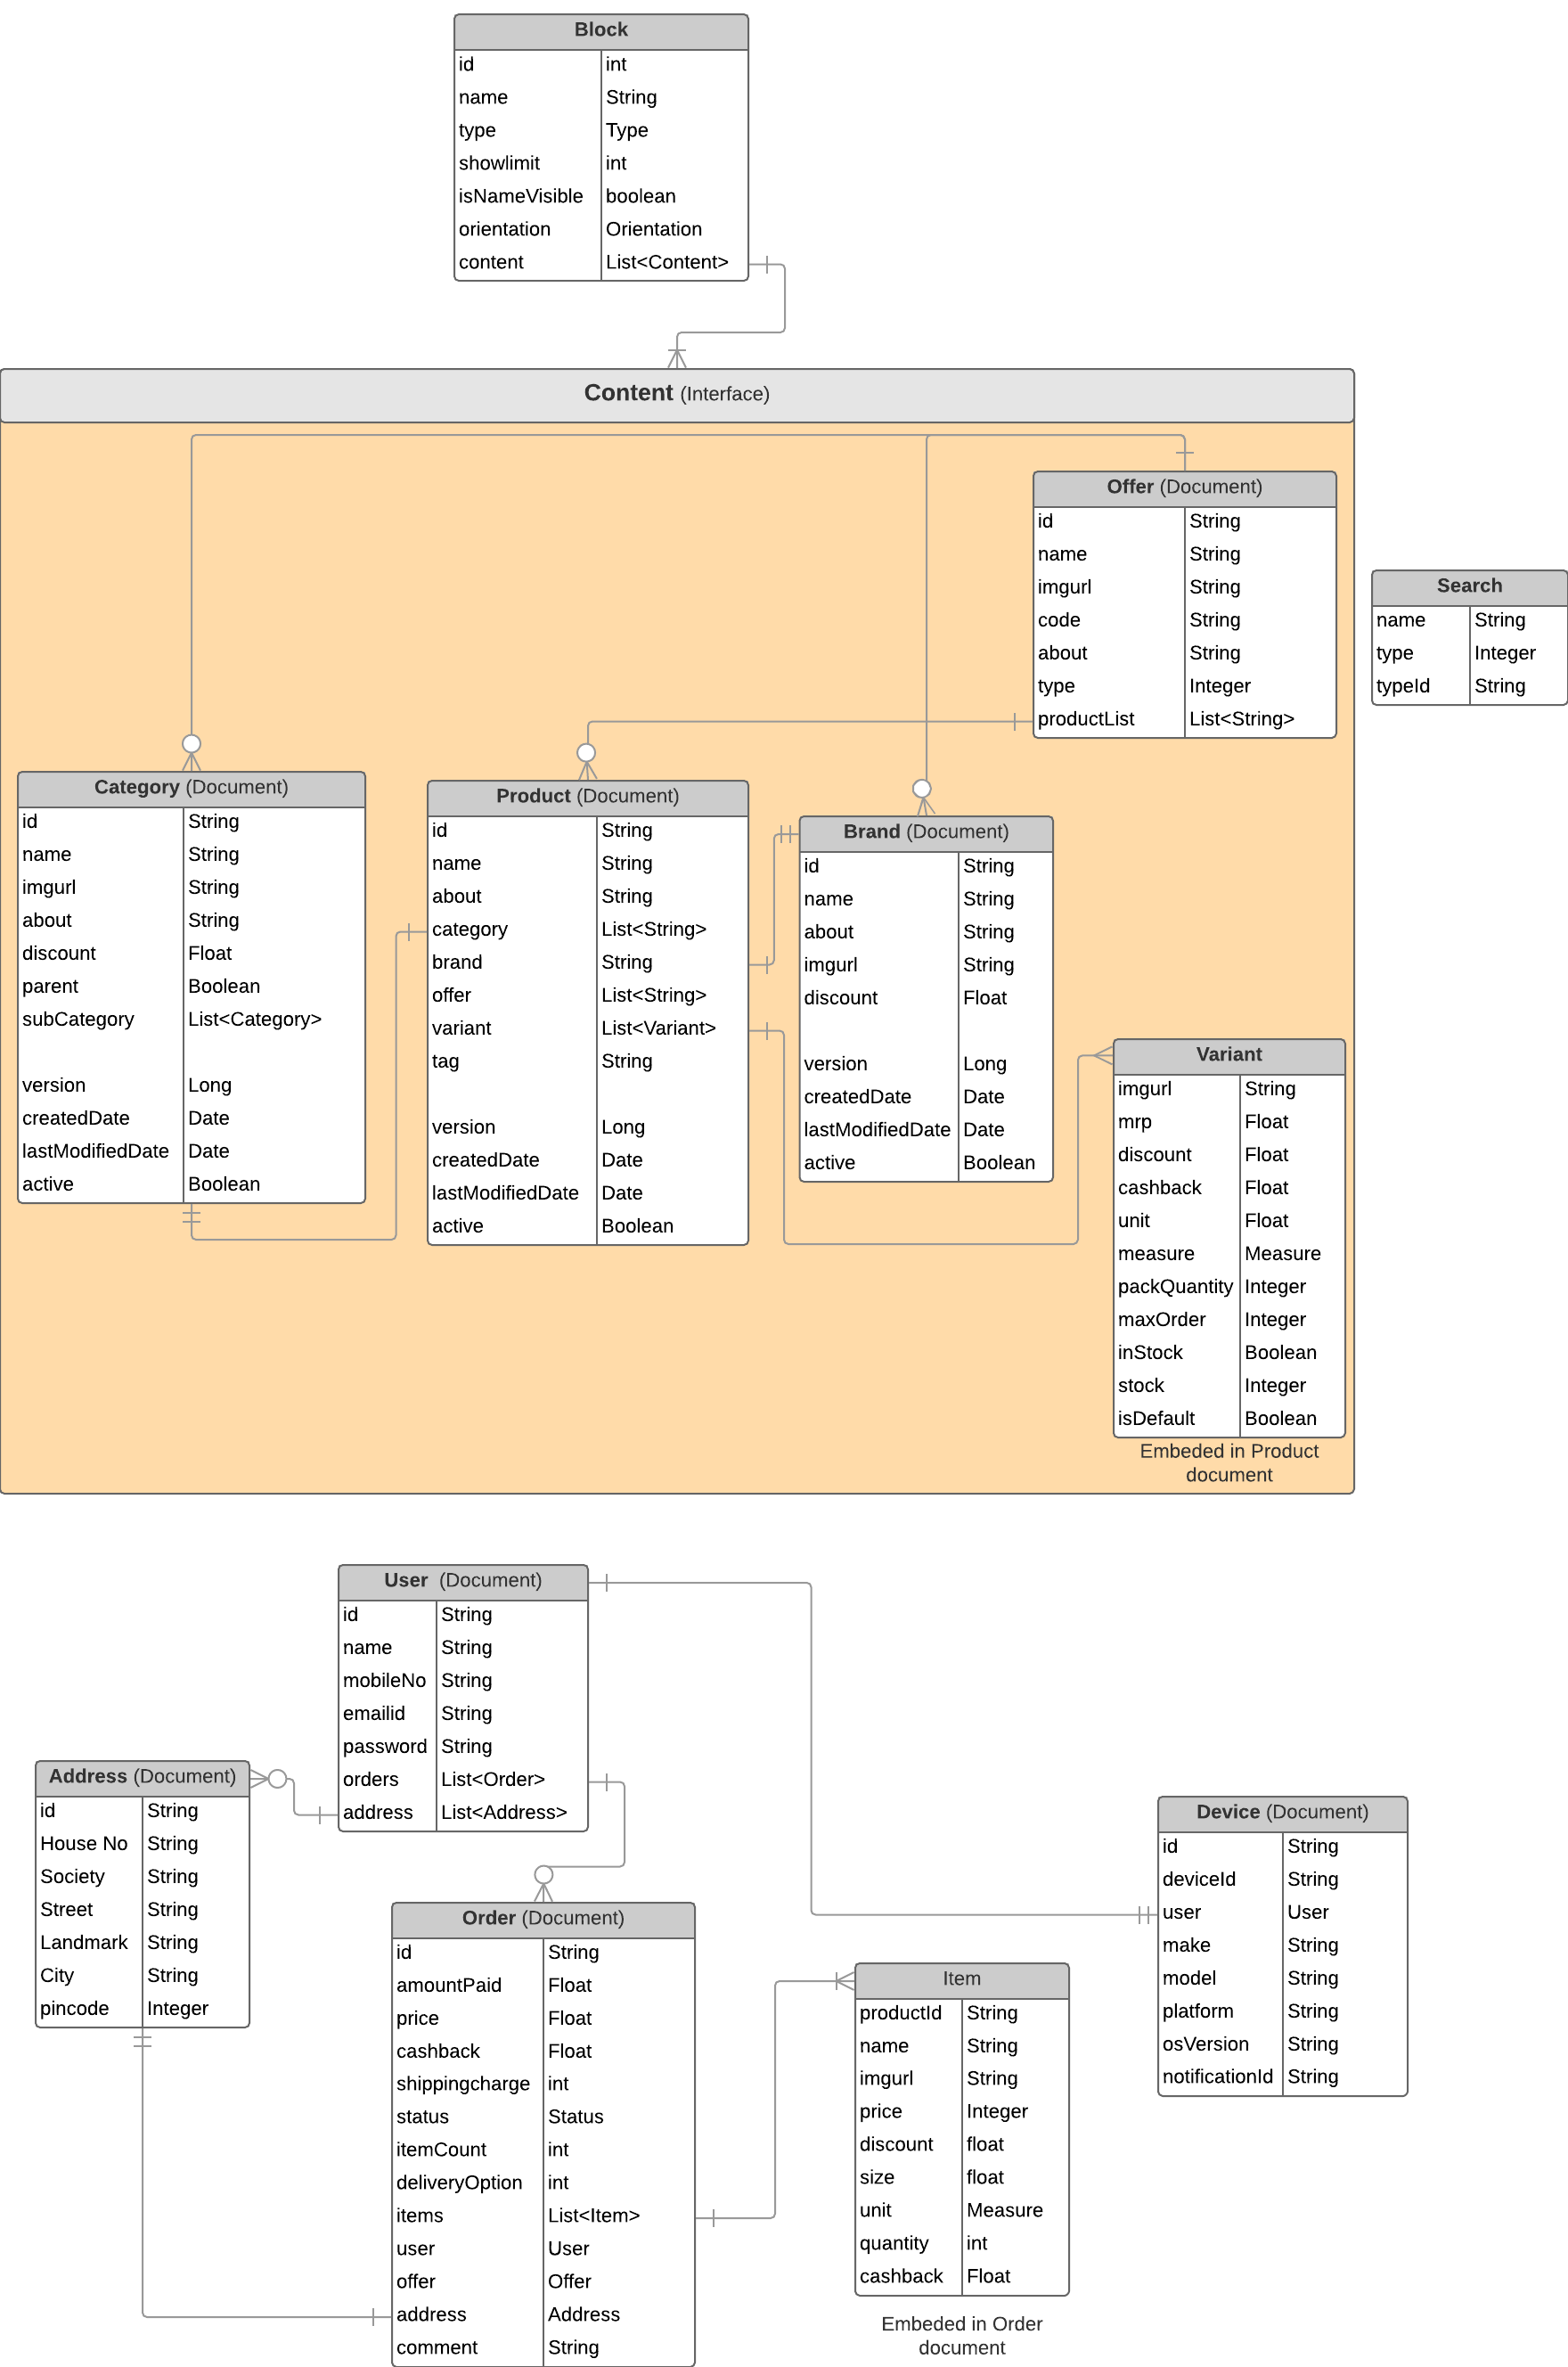 Block
id int
name String
type Type
showlimit int
isNameVisible boolean
orientation Orientation
content List<Content>
Content (Interface)
Offer (Document)
id String
name String
imgurl String
code String
about String
type Integer
productList List<String>
Search
name String
type Integer
typeId String
Category (Document)
id String
name String
imgurl String
about String
discount Float
parent Boolean
subCategory List<Category>
version Long
createdDate Date
lastModifiedDate Date
active Boolean
Product (Document)
id String
name String
about String
category List<String>
brand String
offer List<String>
variant List<Variant>
tag String
version Long
createdDate Date
lastModifiedDate Date
active Boolean
Brand (Document)
id String
name String
about String
imgurl String
discount Float
version Long
createdDate Date
lastModifiedDate Date
active Boolean
Variant
imgurl String
mrp Float
discount Float
cashback Float
unit Float
measure Measure
packQuantity Integer
maxOrder Integer
inStock Boolean
stock Integer
isDefault Boolean
Embeded in Product
document
User (Document)
id String
name String
mobileNo String
emailid String
password String
orders List<Order>
address List<Address>
Address (Document)
id String
House No String
Society String
Street String
Landmark String
City String
pincode Integer
Device (Document)
id String
deviceId String
user User
make String
model String
platform String
osVersion String
notificationId String
Order (Document)
id String
amountPaid Float
price Float
cashback Float
shippingcharge int
status Status
itemCount int
deliveryOption int
items List<Item>
user User
offer Offer
address Address
comment String
Item
productId String
name String
imgurl String
price Integer
discount float
size float
unit Measure
quantity int
cashback Float
Embeded in Order
document